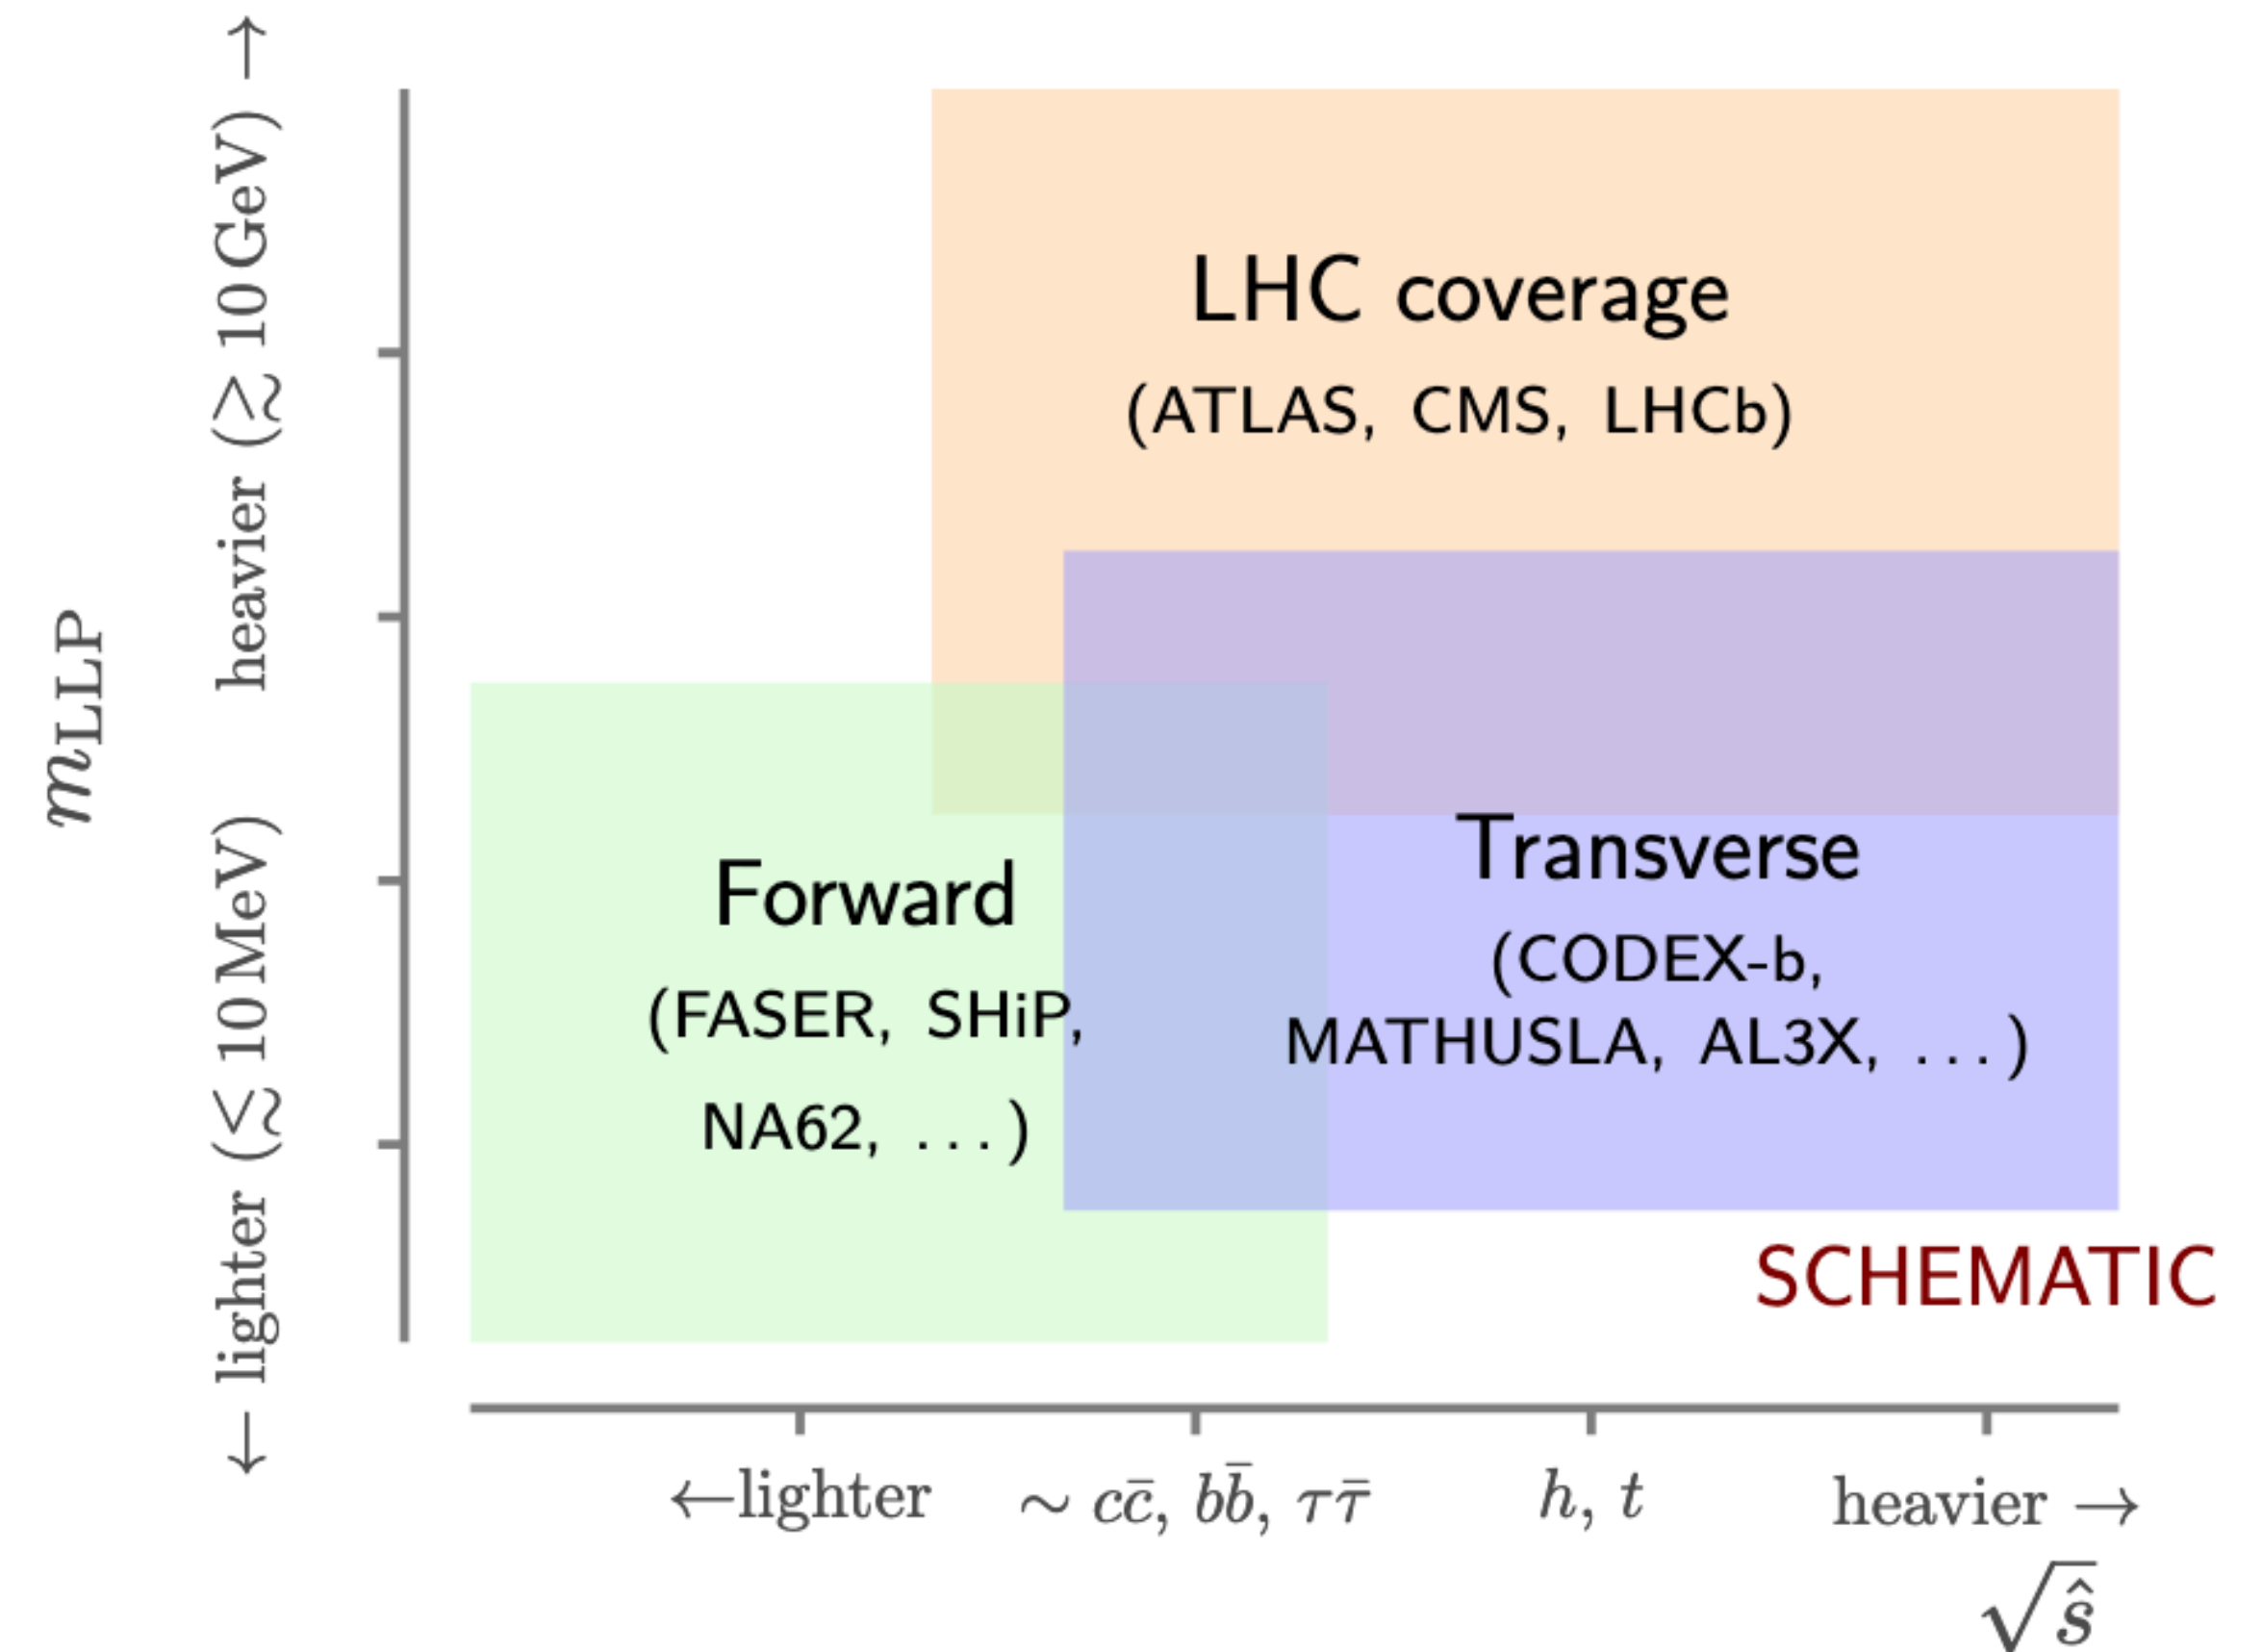 m_LLP
← lighter (≲ 10 MeV)   heavier (≳ 10 GeV) →
LHC coverage
(ATLAS, CMS, LHCb)
Forward
(FASER, SHiP,
NA62, ...)
Transverse
(CODEX-b,
MATHUSLA, AL3X, ...)
SCHEMATIC
←lighter   ∼ cc̄, bb̄, ττ̄   h, t   heavier →
√ŝ